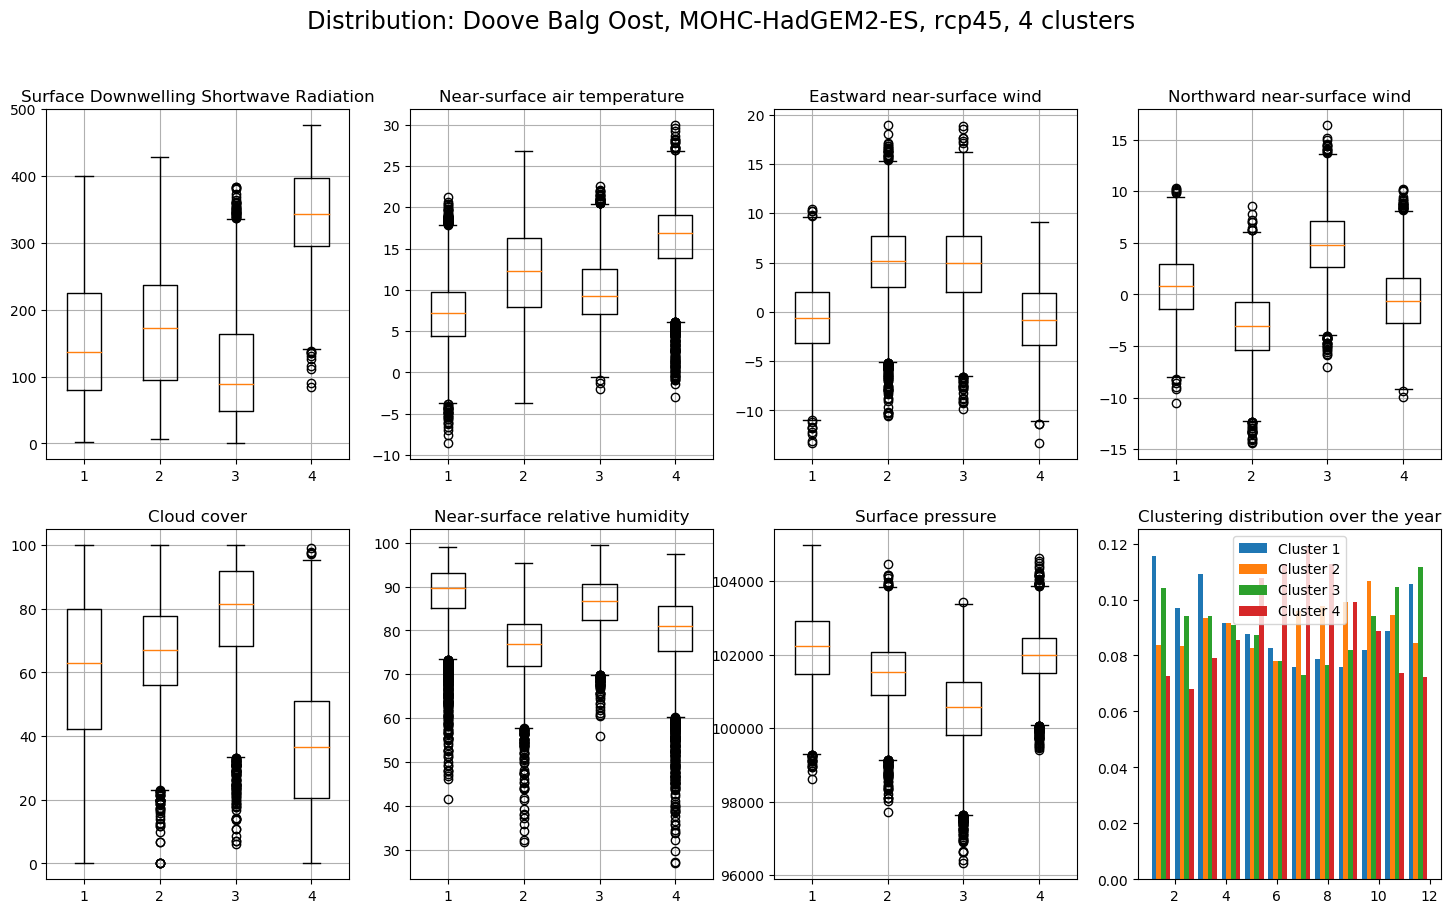 Distribution: Doove Balg Oost, MOHC-HadGEM2-ES, rcp45, 4 clusters
Surface Downwelling Shortwave Radiation
500
400
300
200
100
0
1 2 3 4
Near-surface air temperature
30
25
20
15
10
5
0
−5
−10
1 2 3 4
Eastward near-surface wind
20
15
10
5
0
−5
−10
1 2 3 4
Northward near-surface wind
15
10
5
0
−5
−10
−15
1 2 3 4
Cloud cover
100
80
60
40
20
0
1 2 3 4
Near-surface relative humidity
100
90
80
70
60
50
40
30
1 2 3 4
Surface pressure
104000
102000
100000
98000
96000
1 2 3 4
Clustering distribution over the year
Cluster 1
Cluster 2
Cluster 3
Cluster 4
0.12
0.10
0.08
0.06
0.04
0.02
0.00
2 4 6 8 10 12